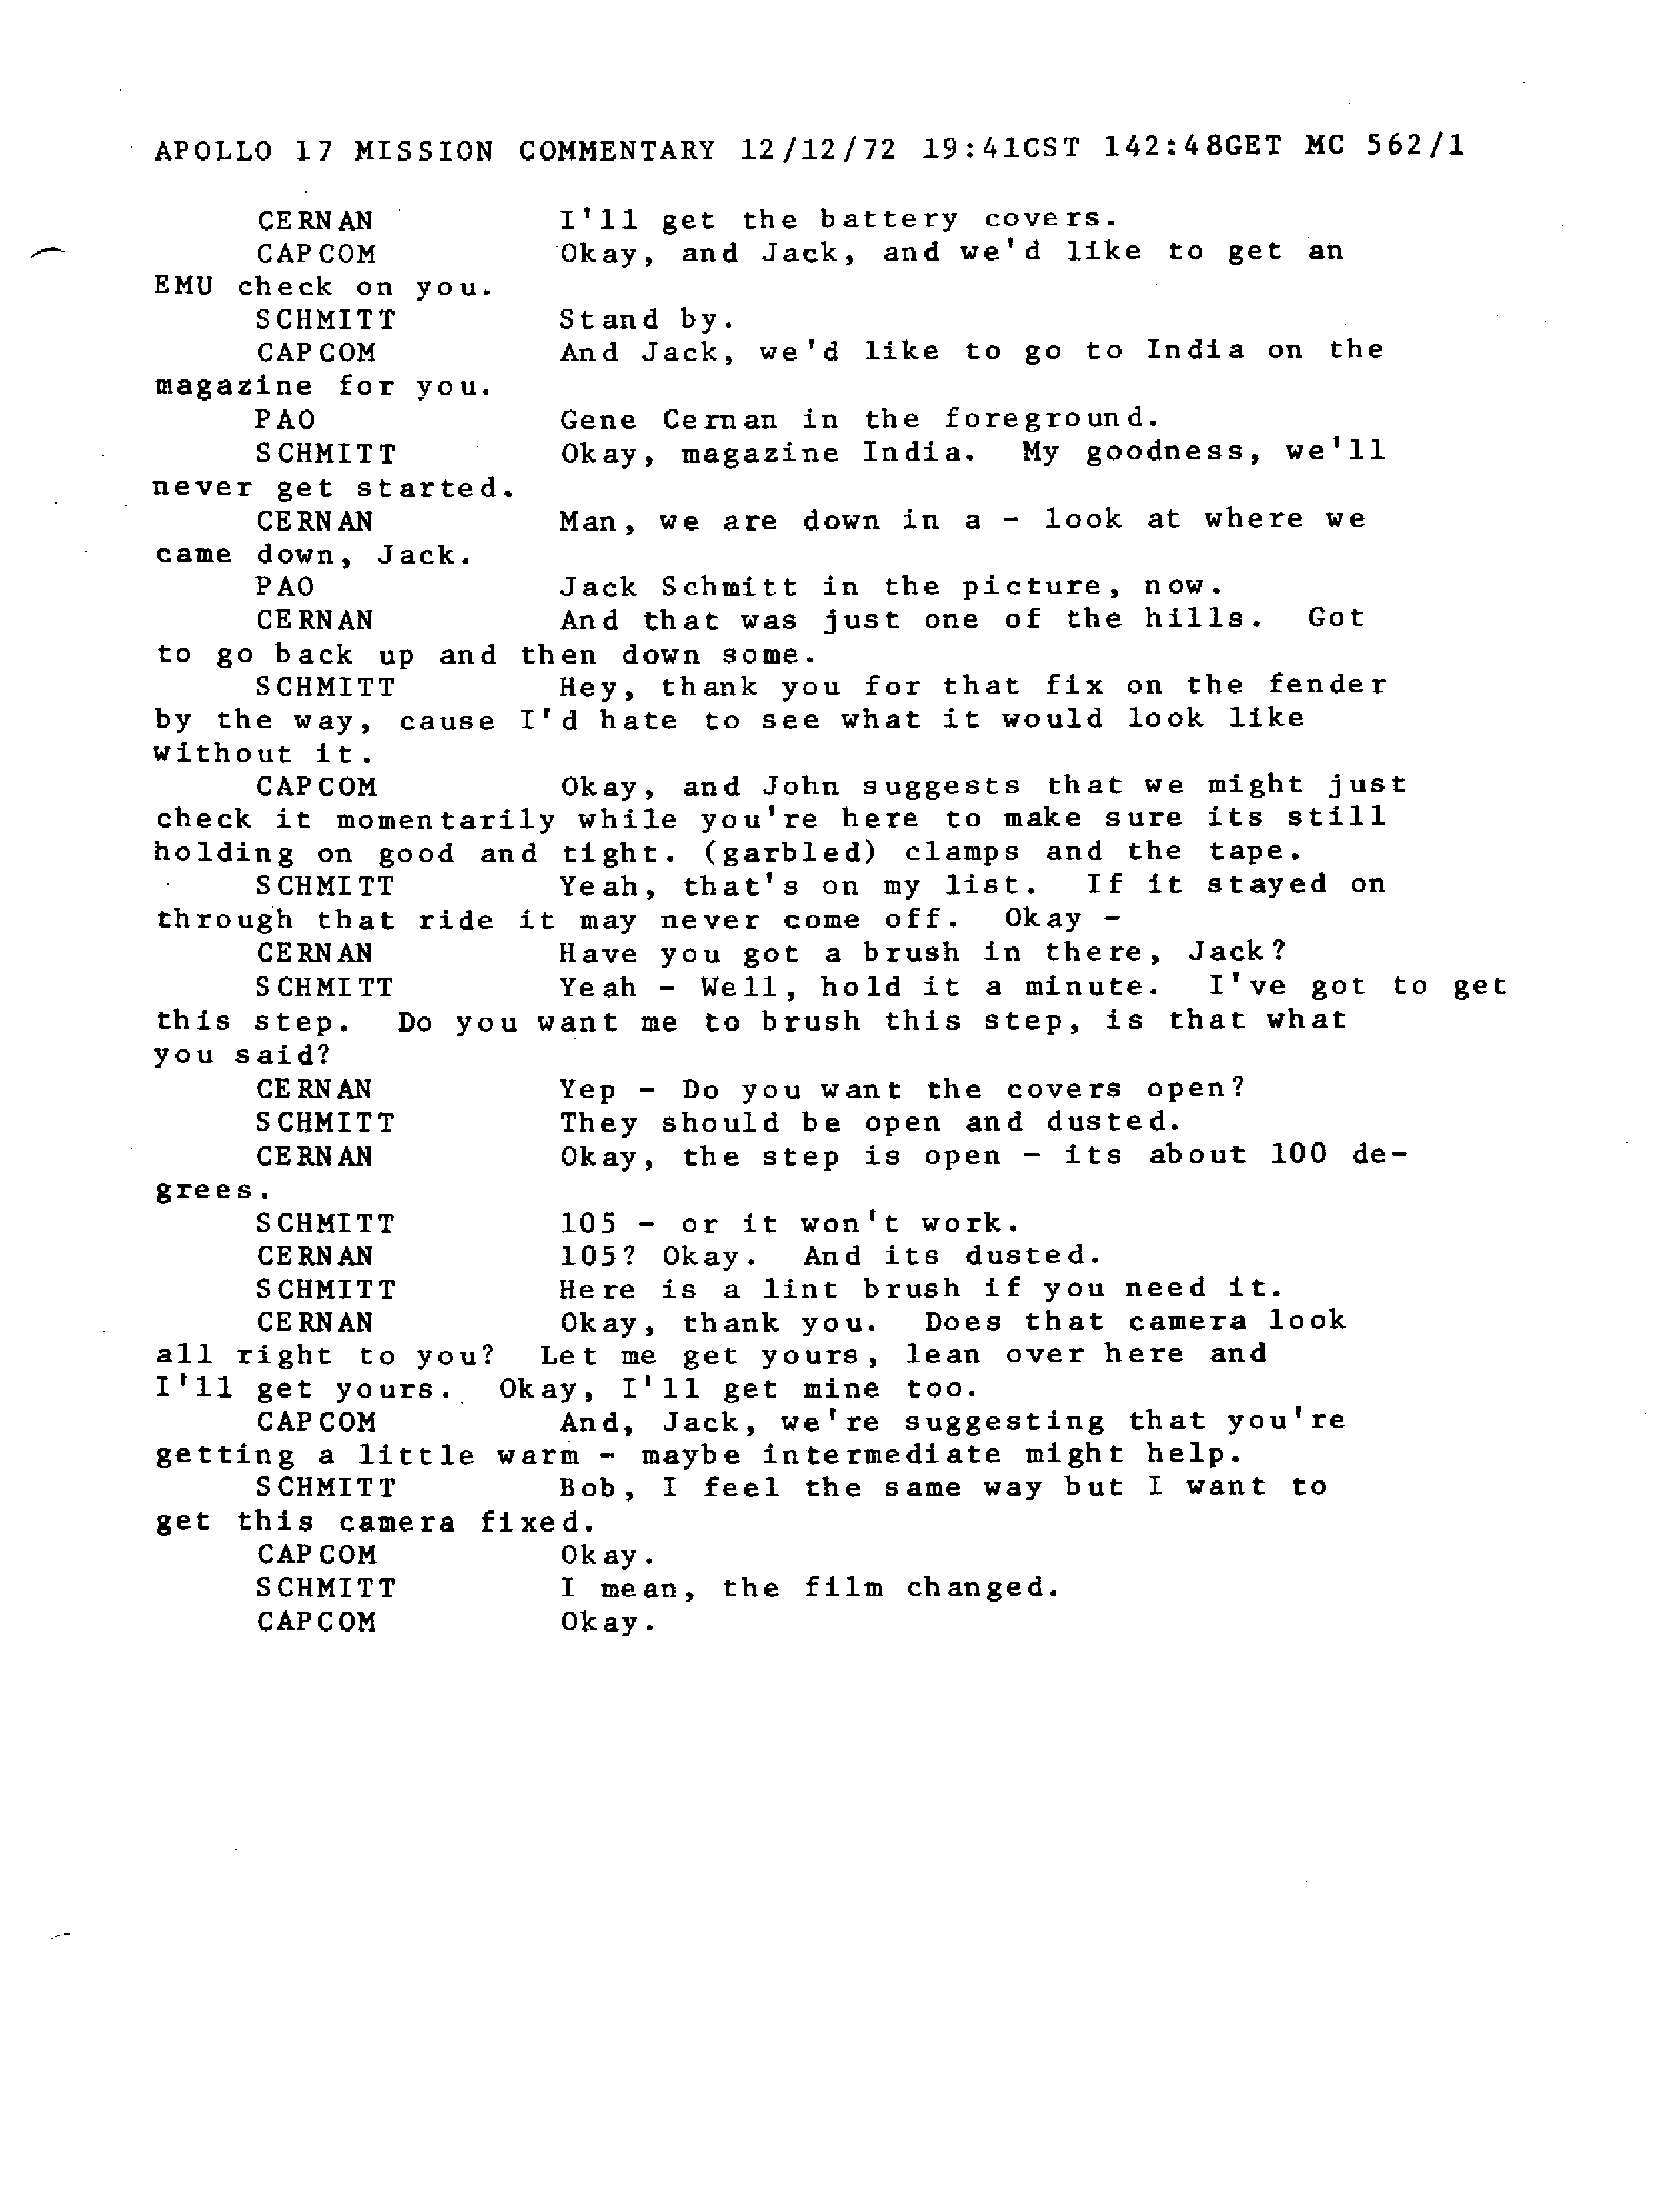 APOLLO 17 MISSION COMMENTARY 12/12/72 19:41CST 142:48GET MC 562/1
CERNAN I'll get the battery covers.
CAPCOM Okay, and Jack, and we'd like to get an
EMU check on you.
SCHMITT Stand by.
CAPCOM And Jack, we'd like to go to India on the
magazine for you.
PAO Gene Cernan in the foreground.
SCHMITT Okay, magazine India. My goodness, we'll
never get started.
CERNAN Man, we are down in a - look at where we
came down, Jack.
PAO Jack Schmitt in the picture, now.
CERNAN And that was just one of the hills. Got
to go back up and then down some.
SCHMITT Hey, thank you for that fix on the fender
by the way, cause I'd hate to see what it would look like
without it.
CAPCOM Okay, and John suggests that we might just
check it momentarily while you're here to make sure its still
holding on good and tight. (garbled) clamps and the tape.
SCHMITT Yeah, that's on my list. If it stayed on
through that ride it may never come off. Okay -
CERNAN Have you got a brush in there, Jack?
SCHMITT Yeah - Well, hold it a minute. I've got to get
this step. Do you want me to brush this step, is that what
you said?
CERNAN Yep - Do you want the covers open?
SCHMITT They should be open and dusted.
CERNAN Okay, the step is open - its about 100 de-
grees.
SCHMITT 105 - or it won't work.
CERNAN 105? Okay. And its dusted.
SCHMITT Here is a lint brush if you need it.
CERNAN Okay, thank you. Does that camera look
all right to you? Let me get yours, lean over here and
I'll get yours. Okay, I'll get mine too.
CAPCOM And, Jack, we're suggesting that you're
getting a little warm - maybe intermediate might help.
SCHMITT Bob, I feel the same way but I want to
get this camera fixed.
CAPCOM Okay.
SCHMITT I mean, the film changed.
CAPCOM Okay.